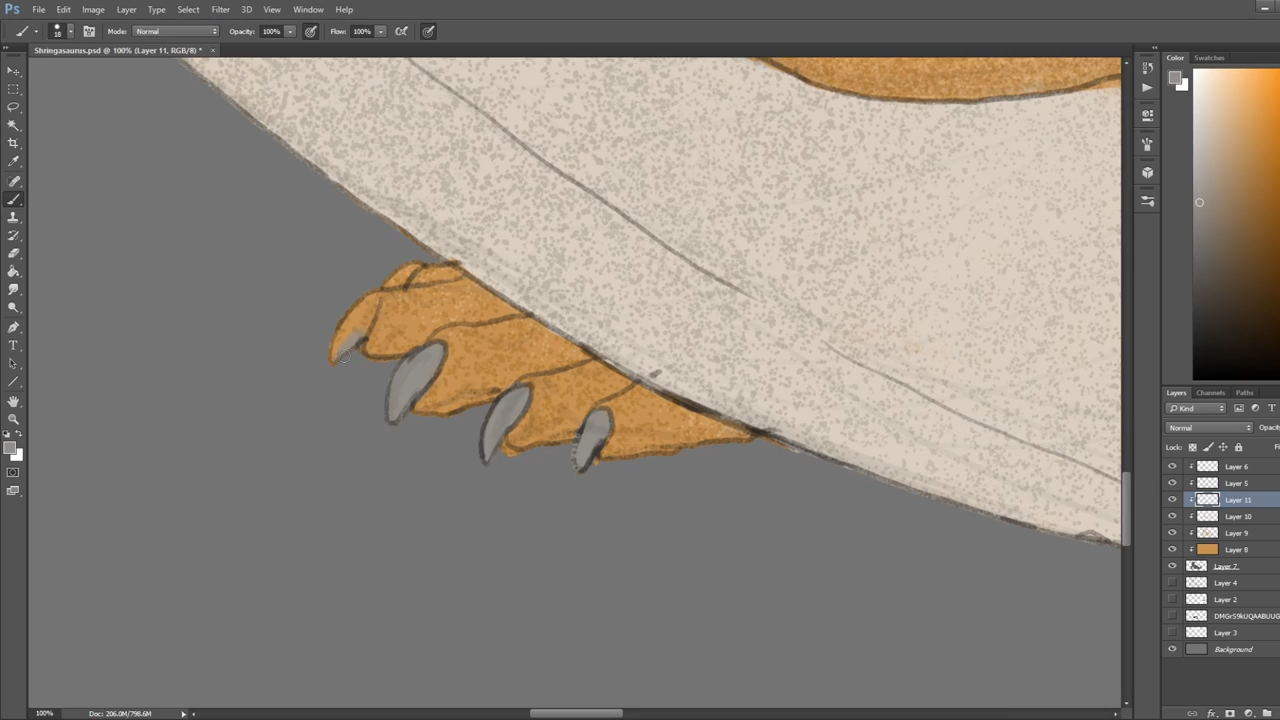 Ps File Edit Image Layer Type Select Filter 3D View Window Help
18 Mode: Normal Opacity: 100% Flow: 100%
Shringasaurus.psd @ 100% (Layer 11, RGB/8) * ×
Color Swatches
Layers Channels Paths
Kind
Normal Opacity
Lock:
Layer 6
Layer 5
Layer 11
Layer 10
Layer 9
Layer 8
Layer 7
Layer 4
Layer 2
DMGrS9kUQAABUUG
Layer 3
Background
100% Doc: 206.0M/798.6M